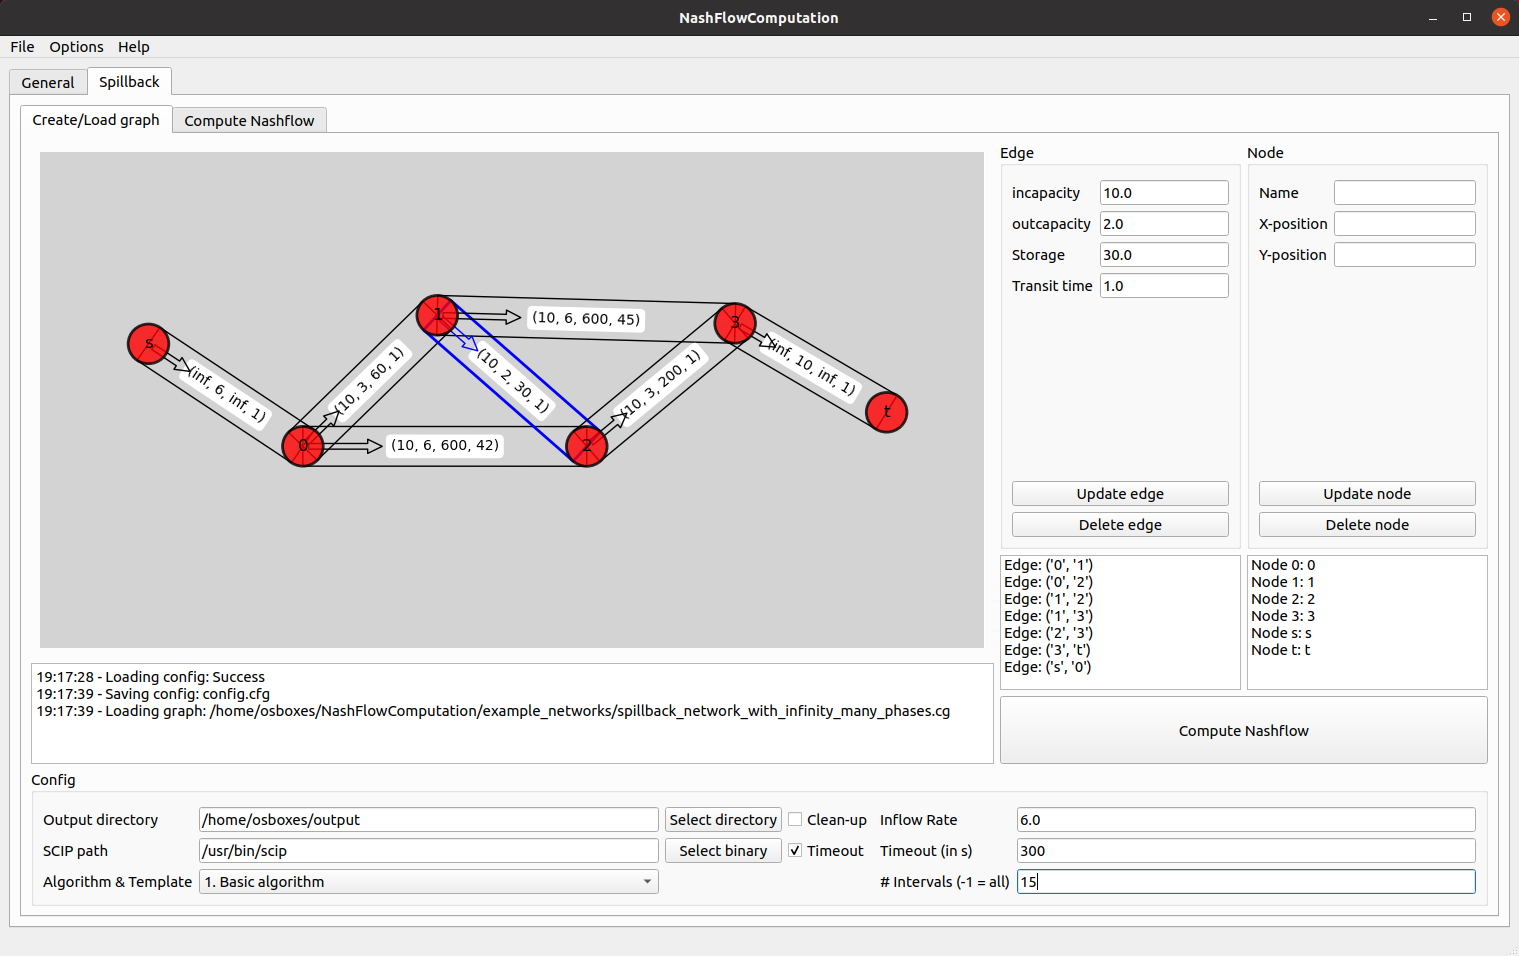 NashFlowComputation
File Options Help
General Spillback
Create/Load graph Compute Nashflow
s
(inf, 6, inf, 1)
0
(10, 3, 60, 1)
(10, 6, 600, 42)
1
(10, 6, 600, 45)
(10, 2, 30, 1)
2
(10, 3, 200, 1)
3
(inf, 10, inf, 1)
t
Edge
incapacity 10.0
outcapacity 2.0
Storage 30.0
Transit time 1.0
Update edge
Delete edge
Node
Name
X-position
Y-position
Update node
Delete node
Edge: ('0', '1')
Edge: ('0', '2')
Edge: ('1', '2')
Edge: ('1', '3')
Edge: ('2', '3')
Edge: ('3', 't')
Edge: ('s', '0')
Node 0: 0
Node 1: 1
Node 2: 2
Node 3: 3
Node s: s
Node t: t
19:17:28 - Loading config: Success
19:17:39 - Saving config: config.cfg
19:17:39 - Loading graph: /home/osboxes/NashFlowComputation/example_networks/spillback_network_with_infinity_many_phases.cg
Compute Nashflow
Config
Output directory /home/osboxes/output Select directory Clean-up Inflow Rate 6.0
SCIP path /usr/bin/scip Select binary Timeout Timeout (in s) 300
Algorithm & Template 1. Basic algorithm # Intervals (-1 = all) 15